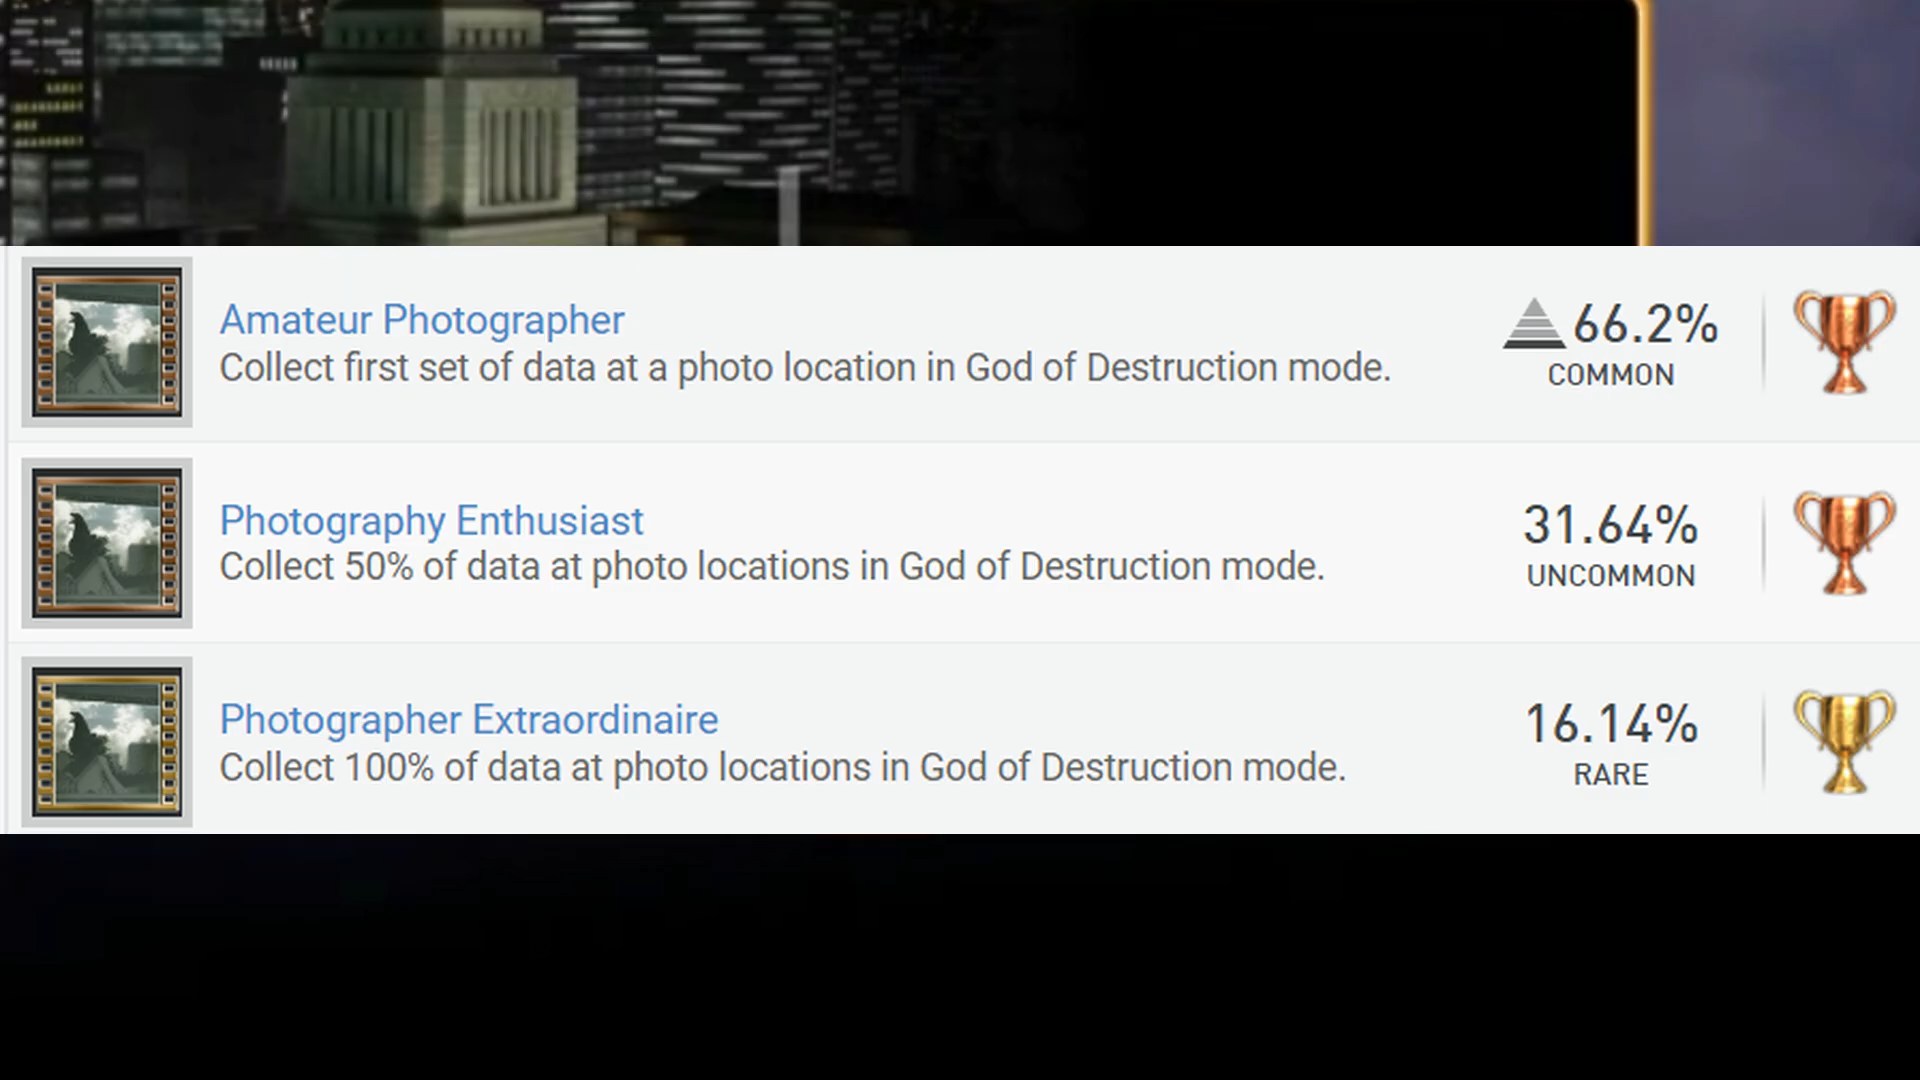 Amateur Photographer
Collect first set of data at a photo location in God of Destruction mode.
66.2%
COMMON
Photography Enthusiast
Collect 50% of data at photo locations in God of Destruction mode.
31.64%
UNCOMMON
Photographer Extraordinaire
Collect 100% of data at photo locations in God of Destruction mode.
16.14%
RARE